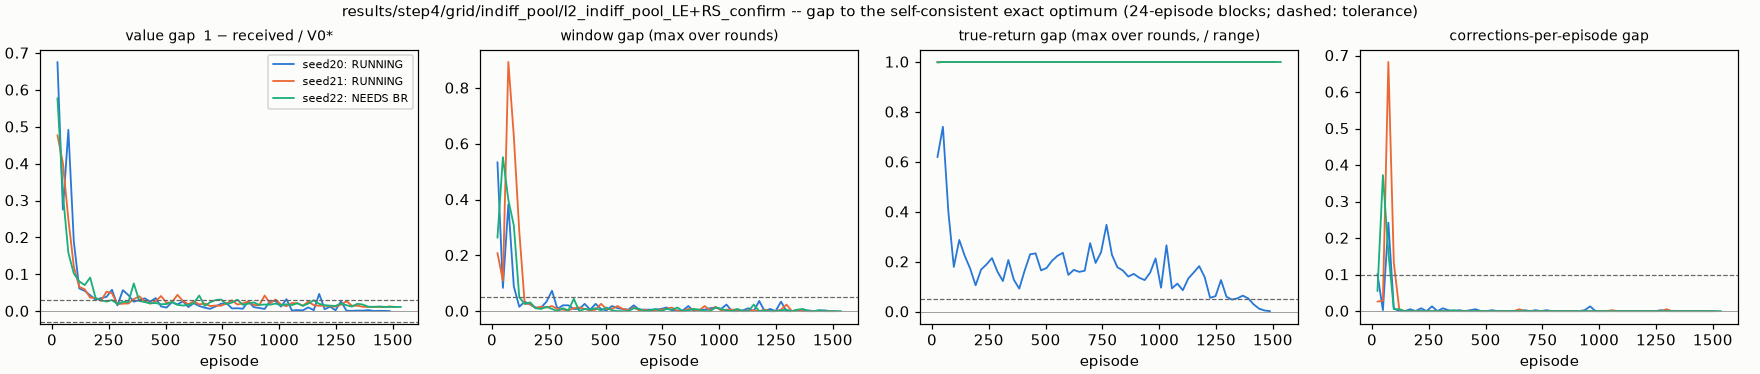 results/step4/grid/indiff_pool/I2_indiff_pool_LE+RS_confirm -- gap to the self-consistent exact optimum (24-episode blocks; dashed: tolerance)
value gap 1 − received / V0*
0.7
0.6
0.5
0.4
0.3
0.2
0.1
0.0
seed20: RUNNING
seed21: RUNNING
seed22: NEEDS BR
0 250 500 750 1000 1250 1500
episode
window gap (max over rounds)
0.8
0.6
0.4
0.2
0.0
0 250 500 750 1000 1250 1500
episode
true-return gap (max over rounds, / range)
1.0
0.8
0.6
0.4
0.2
0.0
0 250 500 750 1000 1250 1500
episode
corrections-per-episode gap
0.7
0.6
0.5
0.4
0.3
0.2
0.1
0.0
0 250 500 750 1000 1250 1500
episode